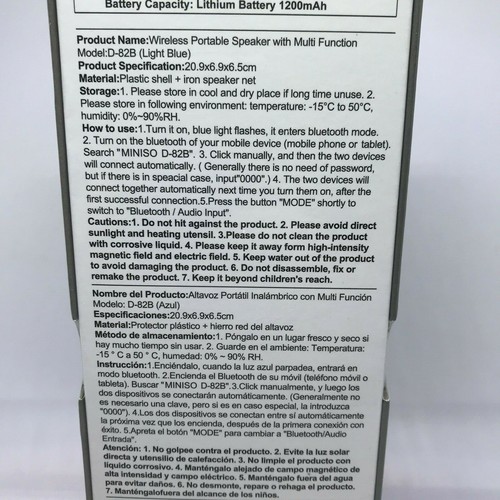 Battery Capacity: Lithium Battery 1200mAh
Product Name:Wireless Portable Speaker with Multi Function
Model:D-82B (Light Blue)
Product Specification:20.9x6.9x6.5cm
Material:Plastic shell + iron speaker net
Storage:1. Please store in cool and dry place if long time unuse. 2.
Please store in following environment: temperature: -15°C to 50°C,
humidity: 0%~90%RH.
How to use:1.Turn it on, blue light flashes, it enters bluetooth mode.
2. Turn on the bluetooth of your mobile device (mobile phone or tablet).
Search "MINISO D-82B". 3. Click manually, and then the two devices
will connect automatically. ( Generally there is no need of password,
but if there is in speacial case, input"0000".) 4. The two devices will
connect together automatically next time you turn them on, after the
first successful connection.5.Press the button "MODE" shortly to
switch to "Bluetooth / Audio Input".
Cautions:1. Do not hit against the product. 2. Please avoid direct
sunlight and heating utensil. 3.Please do not clean the product
with corrosive liquid. 4. Please keep it away form high-intensity
magnetic field and electric field. 5. Keep water out of the product
to avoid damaging the product. 6. Do not disassemble, fix or
remake the product. 7. Keep it beyond children's reach.
Nombre del Producto:Altavoz Portátil Inalámbrico con Multi Función
Modelo: D-82B (Azul)
Especificaciones:20.9x6.9x6.5cm
Material:Protector plástico + hierro red del altavoz
Método de almacenamiento:1. Póngalo en un lugar fresco y seco si
hay mucho tiempo sin usar. 2. Guarde en el ambiente: Temperatura:
-15 ° C a 50 ° C, humedad: 0% ~ 90% RH.
Instrucción:1.Enciéndalo, cuando la luz azul parpadea, entrará en
modo bluetooth. 2.Encienda el Bluetooth de su móvil (teléfono móvil o
tableta). Buscar "MINISO D-82B".3.Click manualmente, y luego los
dos dispositivos se conectarán automáticamente. (Generalmente no
es necesario una clave, pero si es en caso especial, la introduzca
"0000"). 4.Los dos dispositivos se conectan entre sí automáticamente
la próxima vez que los encienda, después de la primera conexión con
éxito. 5.Apreta el botón "MODE" para cambiar a "Bluetooth/Audio
Entrada".
Atención: 1. No golpee contra el producto. 2. Evite la luz solar
directa y utensilio de calefacción. 3. No limpie el producto con
líquido corrosivo. 4. Manténgalo alejado de campo magnético de
alta intensidad y campo eléctrico. 5. Manténgalo fuera del agua
para evitar daños. 6. No desmonte, repare o rehaga el producto.
7. Manténgalofuera del alcance de los niños.